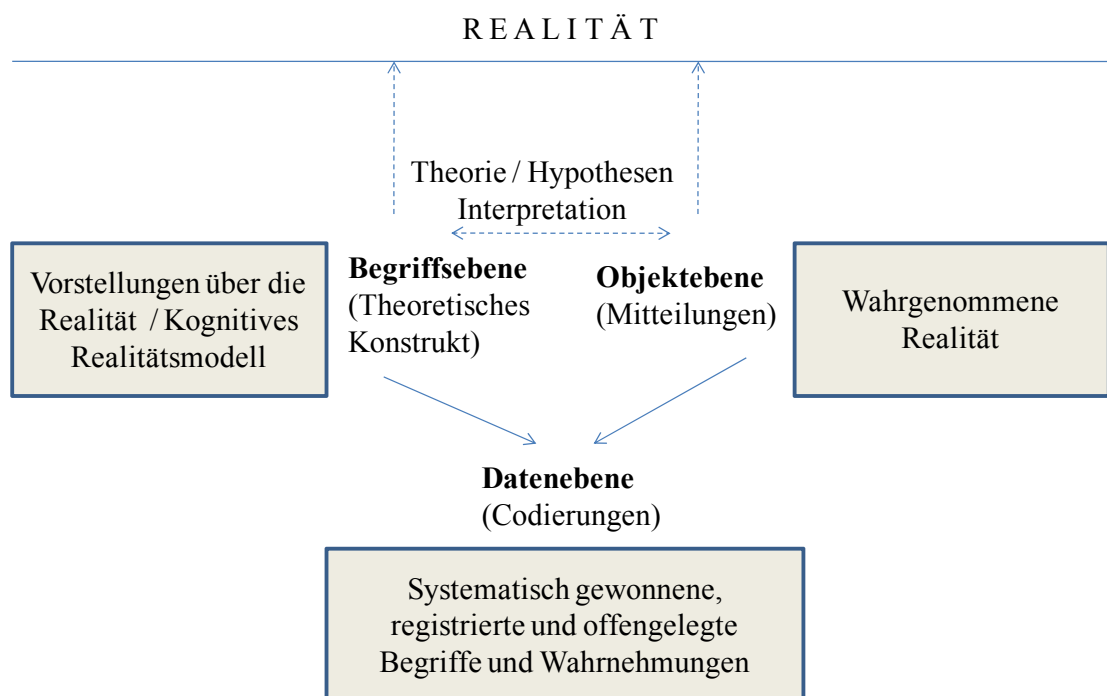 R E A L I T Ä T
Theorie / Hypothesen
Interpretation
Vorstellungen über die
Realität / Kognitives
Realitätsmodell
Begriffsebene
(Theoretisches
Konstrukt)
Objektebene
(Mitteilungen)
Wahrgenommene
Realität
Datenebene
(Codierungen)
Systematisch gewonnene,
registrierte und offengelegte
Begriffe und Wahrnehmungen